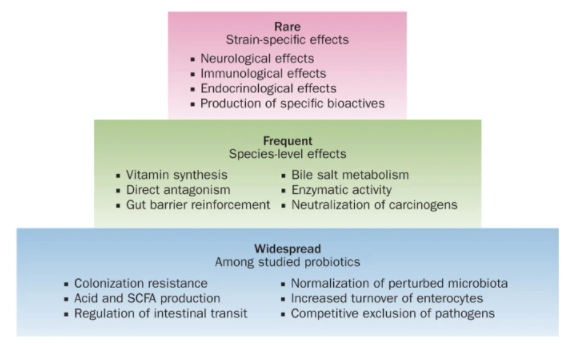 Rare
Strain-specific effects
▪ Neurological effects
▪ Immunological effects
▪ Endocrinological effects
▪ Production of specific bioactives
Frequent
Species-level effects
▪ Vitamin synthesis
▪ Direct antagonism
▪ Gut barrier reinforcement
▪ Bile salt metabolism
▪ Enzymatic activity
▪ Neutralization of carcinogens
Widespread
Among studied probiotics
▪ Colonization resistance
▪ Acid and SCFA production
▪ Regulation of intestinal transit
▪ Normalization of perturbed microbiota
▪ Increased turnover of enterocytes
▪ Competitive exclusion of pathogens